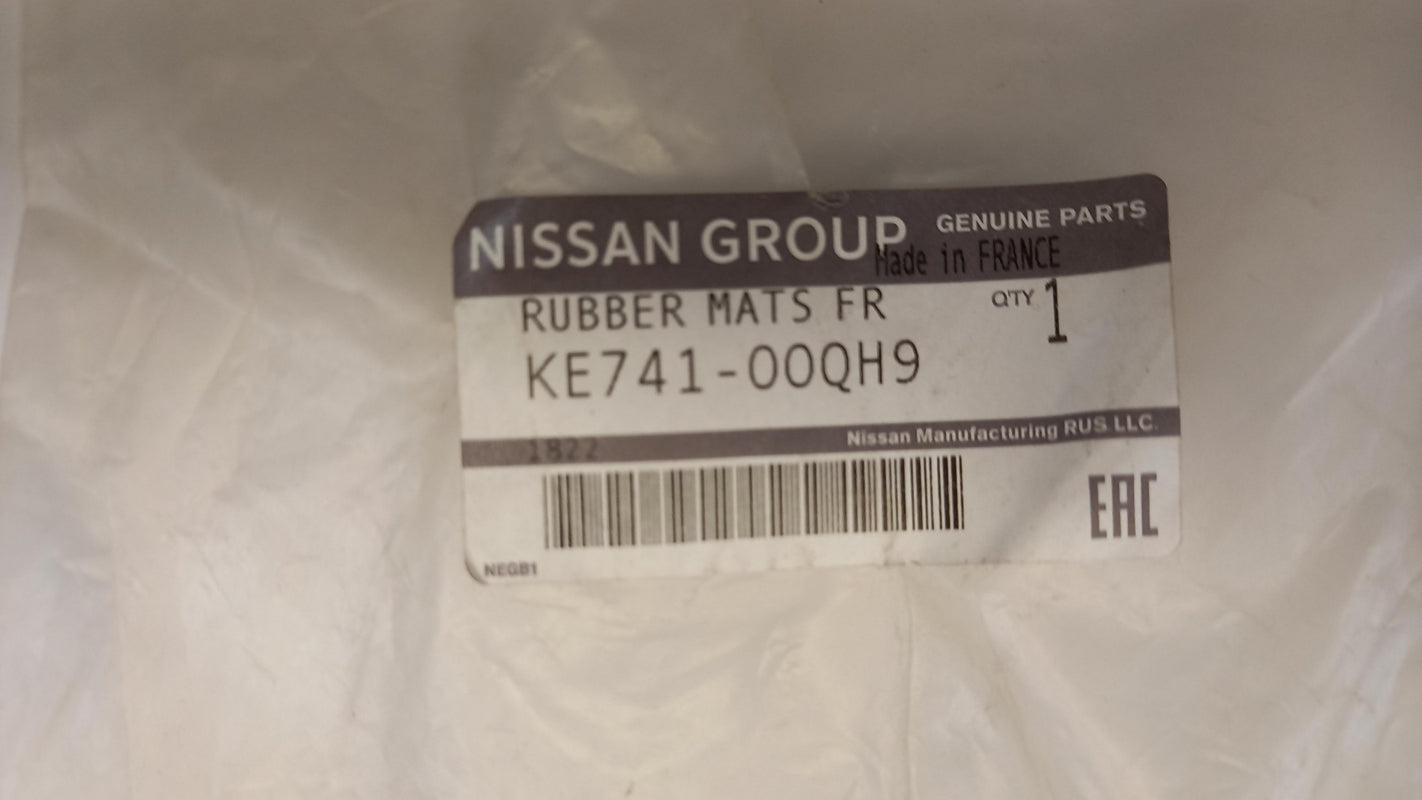 NISSAN GROUP GENUINE PARTS
Made in FRANCE
RUBBER MATS FR QTY 1
KE741-00QH9
1822 Nissan Manufacturing RUS LLC.
EAC
NEGB1